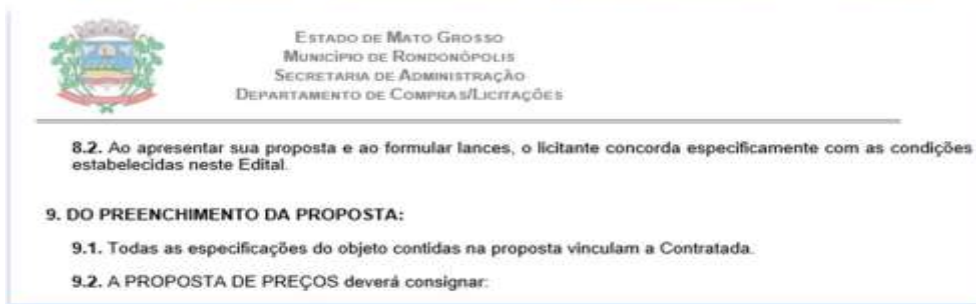 ESTADO DE MATO GROSSO
MUNICÍPIO DE RONDONÓPOLIS
SECRETARIA DE ADMINISTRAÇÃO
DEPARTAMENTO DE COMPRAS/LICITAÇÕES
8.2. Ao apresentar sua proposta e ao formular lances, o licitante concorda especificamente com as condições
estabelecidas neste Edital.
9. DO PREENCHIMENTO DA PROPOSTA:
9.1. Todas as especificações do objeto contidas na proposta vinculam a Contratada.
9.2. A PROPOSTA DE PREÇOS deverá consignar: